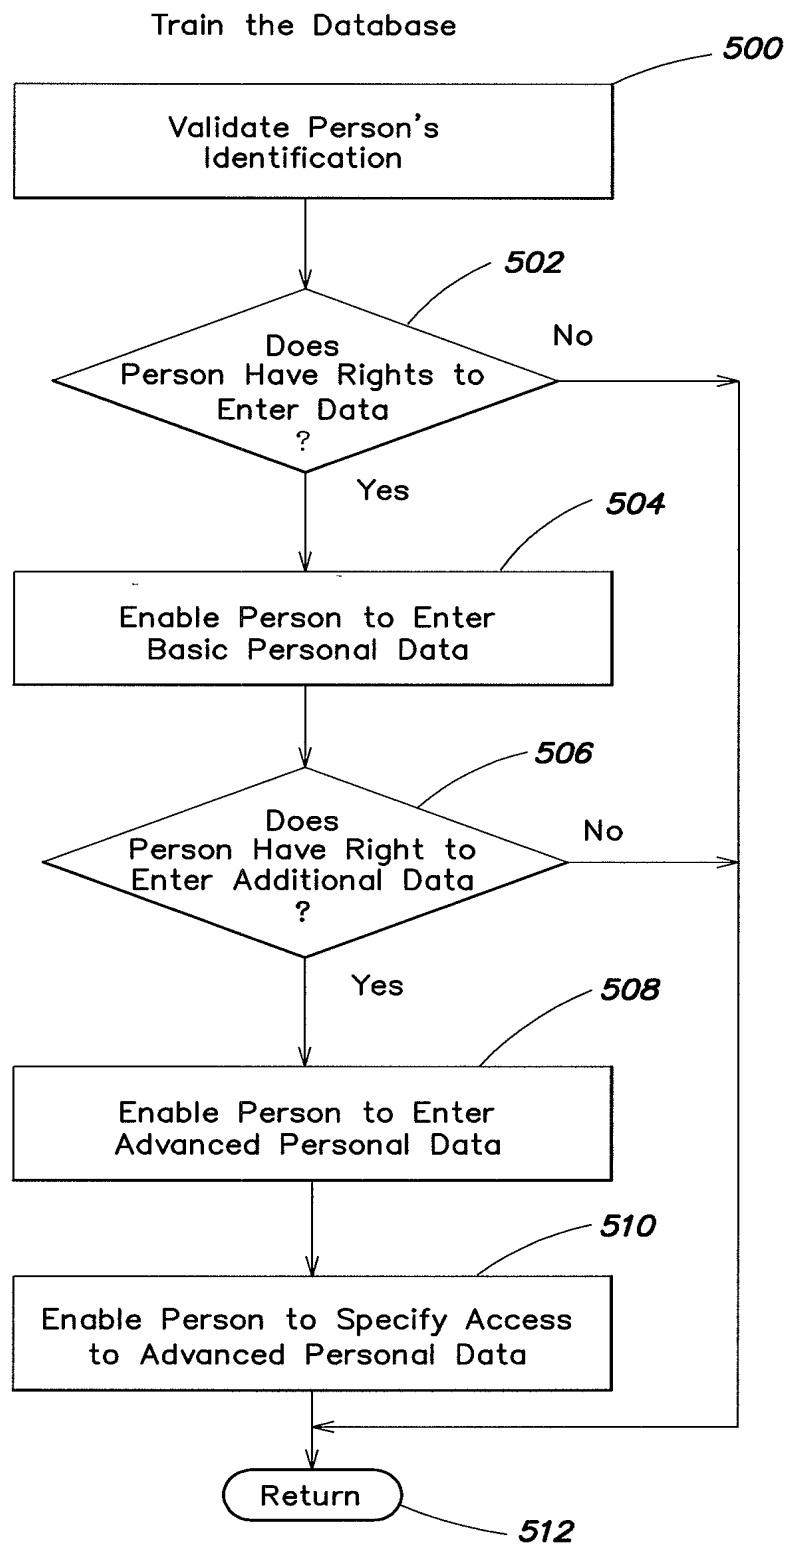 Train the Database
500
Validate Person's
Identification
502
No
Does
Person Have Rights to
Enter Data
?
Yes
504
Enable Person to Enter
Basic Personal Data
506
No
Does
Person Have Right to
Enter Additional Data
?
Yes
508
Enable Person to Enter
Advanced Personal Data
510
Enable Person to Specify Access
to Advanced Personal Data
Return
512